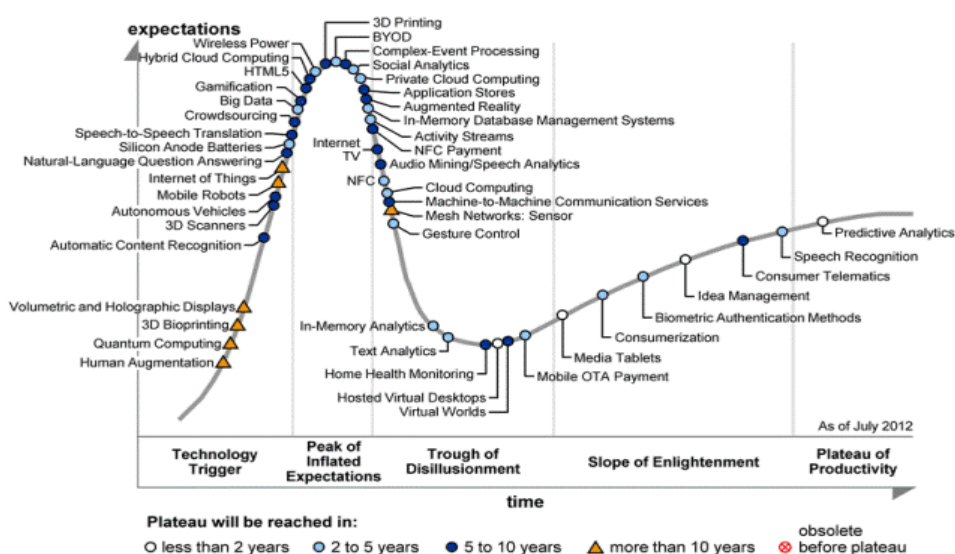 expectations
3D Printing
BYOD
Complex-Event Processing
Social Analytics
Private Cloud Computing
Application Stores
Augmented Reality
In-Memory Database Management Systems
Activity Streams
NFC Payment
Audio Mining/Speech Analytics
Cloud Computing
Machine-to-Machine Communication Services
Mesh Networks: Sensor
Gesture Control
Wireless Power
Hybrid Cloud Computing
HTML5
Gamification
Big Data
Crowdsourcing
Speech-to-Speech Translation
Silicon Anode Batteries
Natural-Language Question Answering
Internet of Things
Mobile Robots
Autonomous Vehicles
3D Scanners
Automatic Content Recognition
Volumetric and Holographic Displays
3D Bioprinting
Quantum Computing
Human Augmentation
Internet
TV
NFC
In-Memory Analytics
Text Analytics
Home Health Monitoring
Hosted Virtual Desktops
Virtual Worlds
Mobile OTA Payment
Media Tablets
Consumerization
Biometric Authentication Methods
Idea Management
Consumer Telematics
Speech Recognition
Predictive Analytics
As of July 2012
Technology
Trigger
Peak of
Inflated
Expectations
Trough of
Disillusionment
Slope of Enlightenment
Plateau of
Productivity
time
Plateau will be reached in:
less than 2 years
2 to 5 years
5 to 10 years
more than 10 years
obsolete
before plateau